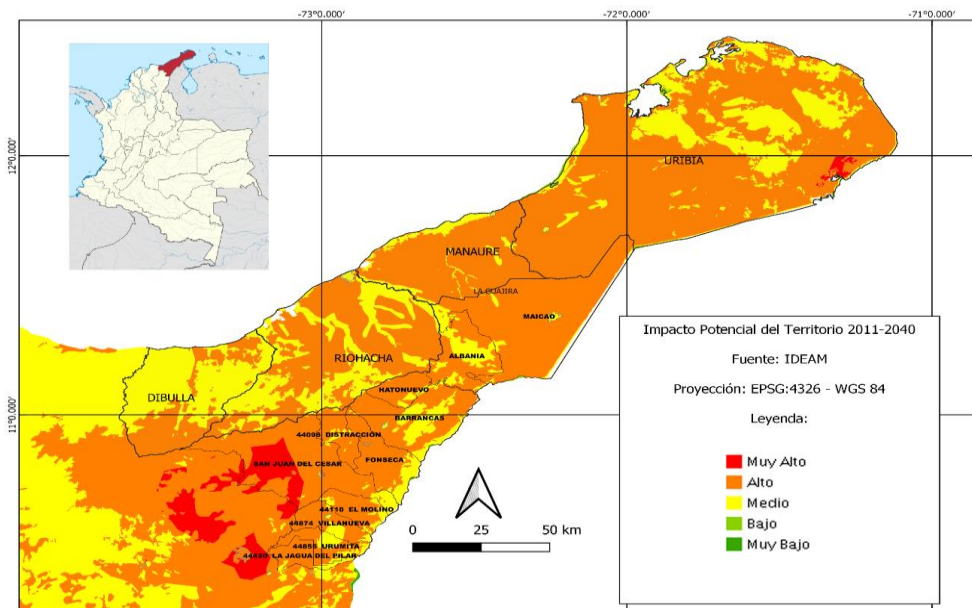 -73°0.000'
-72°0.000'
-71°0.000'
12°0.000'
11°0.000'
URIBIA
MANAURE
LA GUAJIRA
MAICAO
RIOHACHA
ALBANIA
HATONUEVO
DIBULLA
BARRANCAS
44098 DISTRACCIÓN
SAN JUAN DEL CESAR
FONSECA
44110 EL MOLINO
44874 VILLANUEVA
44855 URUMITA
44420 LA JAGUA DEL PILAR
0 25 50 km
Impacto Potencial del Territorio 2011-2040
Fuente: IDEAM
Proyección: EPSG:4326 - WGS 84
Leyenda:
Muy Alto
Alto
Medio
Bajo
Muy Bajo